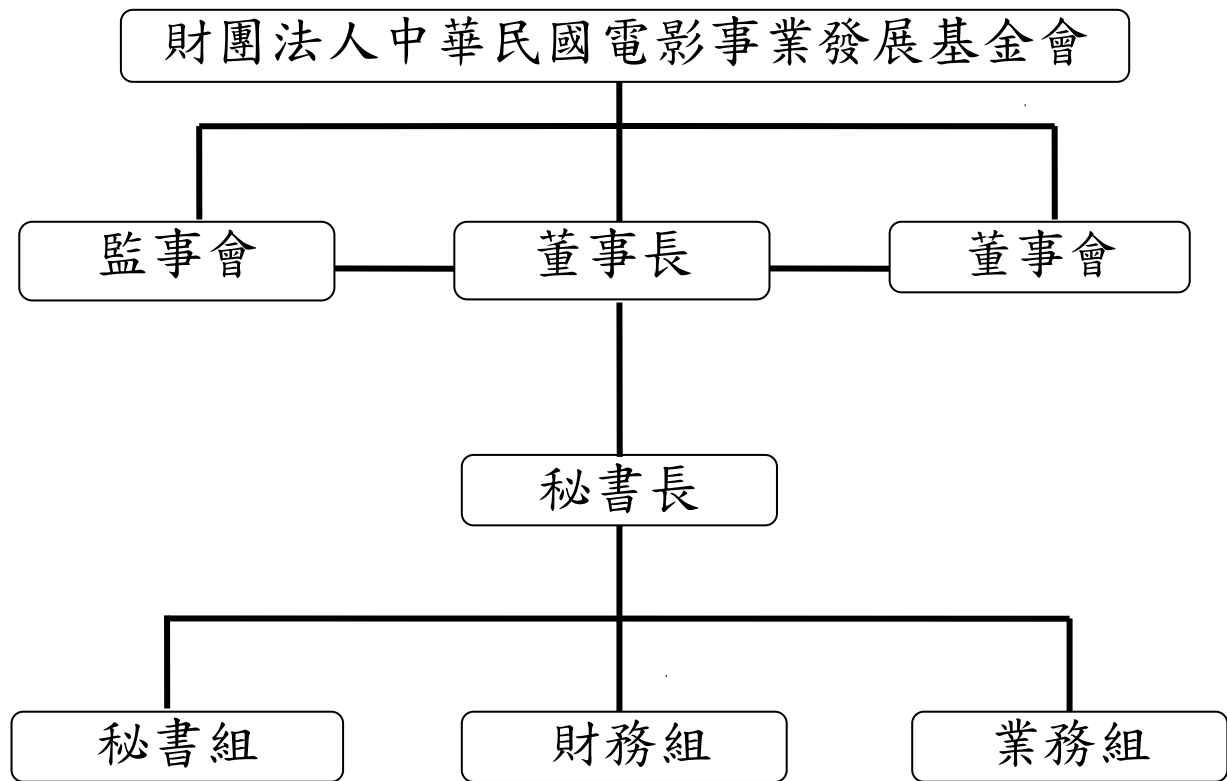 財團法人中華民國電影事業發展基金會
監事會
董事長
董事會
秘書長
秘書組
財務組
業務組